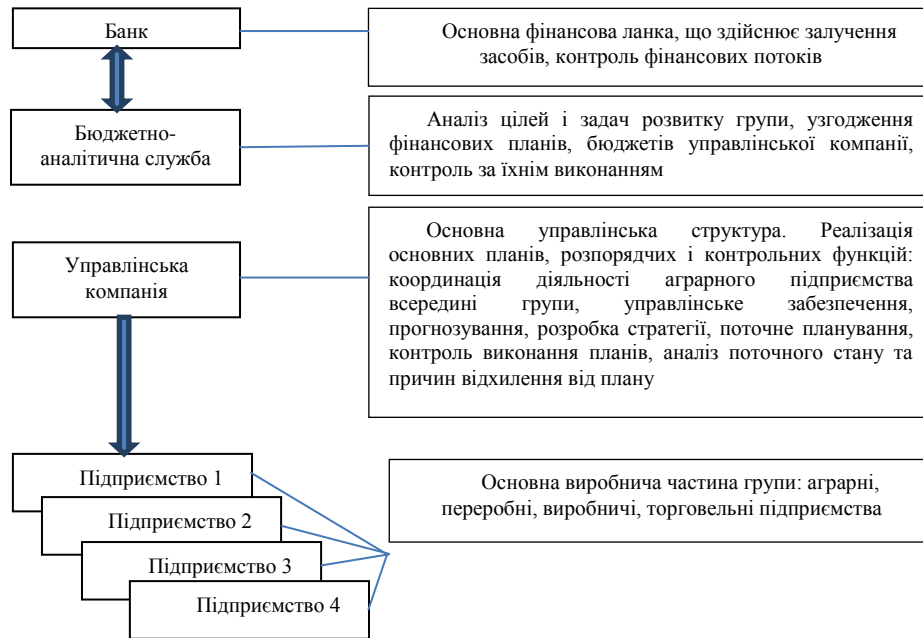 Банк
Основна фінансова ланка, що здійснює залучення
засобів, контроль фінансових потоків
Бюджетно-
аналітична служба
Аналіз цілей і задач розвитку групи, узгодження
фінансових планів, бюджетів управлінської компанії,
контроль за їхнім виконанням
Управлінська
компанія
Основна управлінська структура. Реалізація
основних планів, розпорядчих і контрольних функцій:
координація діяльності аграрного підприємства
всередині групи, управлінське забезпечення,
прогнозування, розробка стратегії, поточне планування,
контроль виконання планів, аналіз поточного стану та
причин відхилення від плану
Підприємство 1
Підприємство 2
Підприємство 3
Підприємство 4
Основна виробнича частина групи: аграрні,
переробні, виробничі, торговельні підприємства